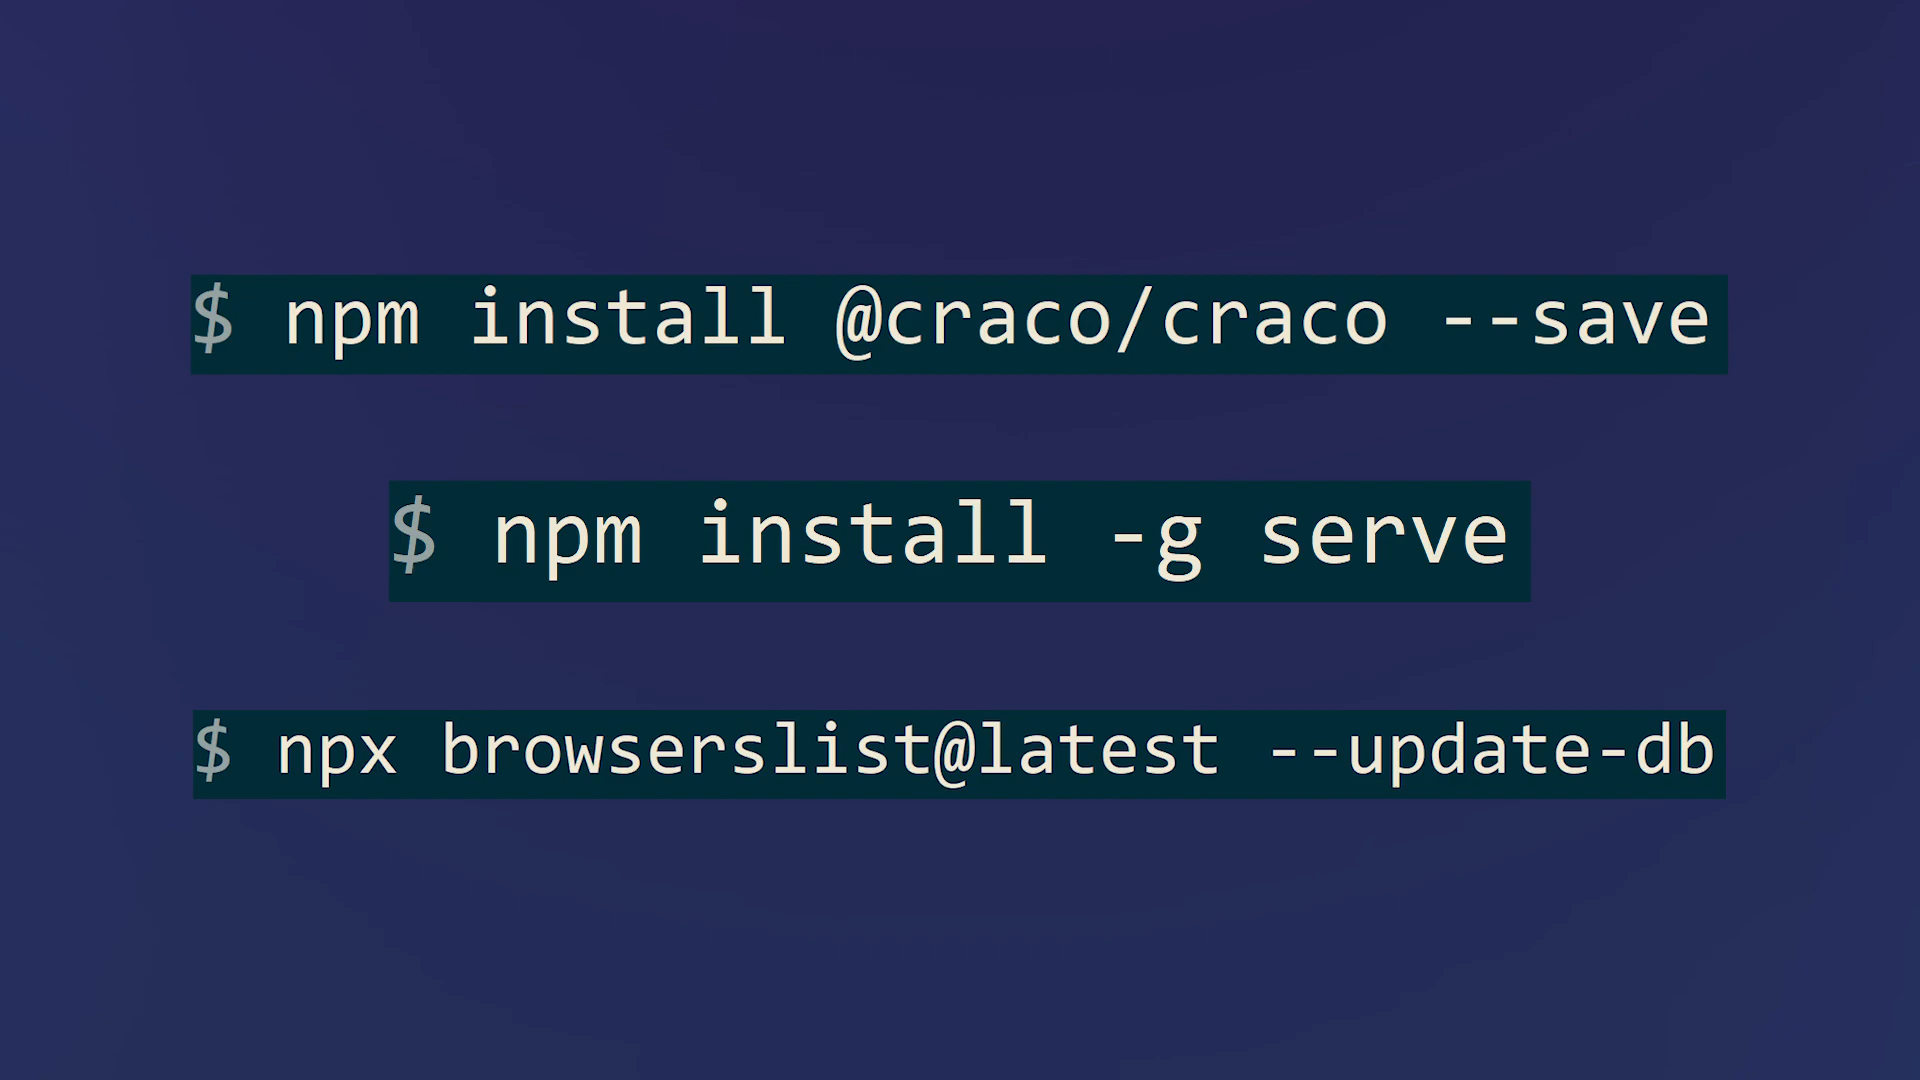 $ npm install @craco/craco --save
$ npm install -g serve
$ npx browserslist@latest --update-db